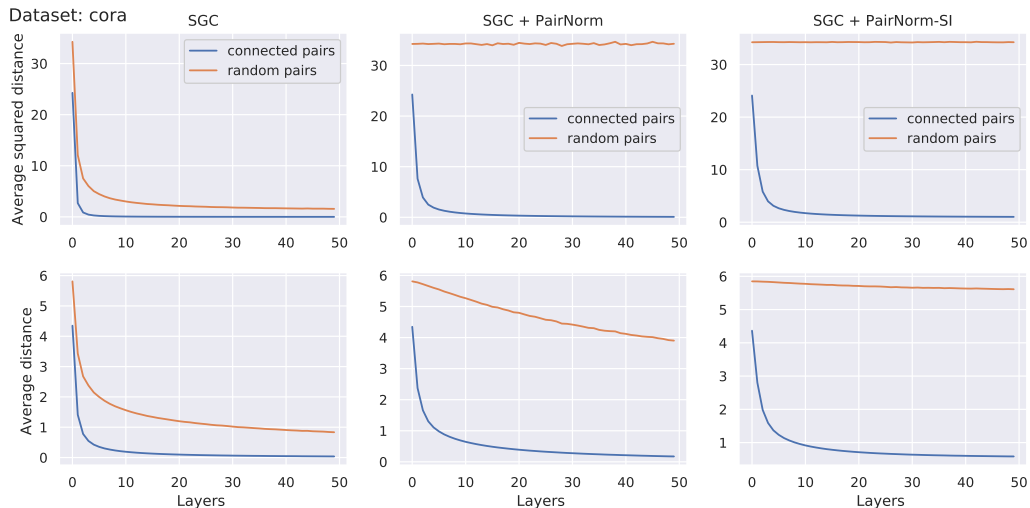 Dataset: cora
SGC
SGC + PairNorm
SGC + PairNorm-SI
Average squared distance
30
20
10
0
connected pairs
random pairs
0 10 20 30 40 50
30
20
10
0
connected pairs
random pairs
0 10 20 30 40 50
30
20
10
0
connected pairs
random pairs
0 10 20 30 40 50
Average distance
6
5
4
3
2
1
0
0 10 20 30 40 50
Layers
6
5
4
3
2
1
0
0 10 20 30 40 50
Layers
6
5
4
3
2
1
0 10 20 30 40 50
Layers